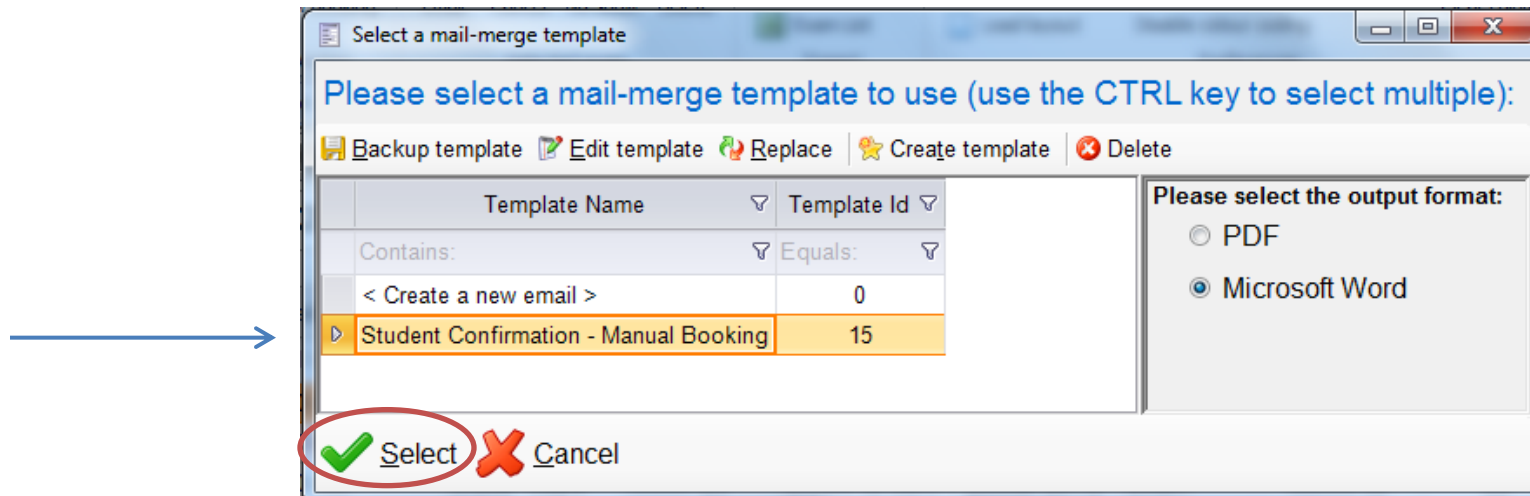 Select a mail-merge template
Please select a mail-merge template to use (use the CTRL key to select multiple):
Backup template Edit template Replace Create template Delete
Template Name Template Id
Contains: Equals:
< Create a new email > 0
Student Confirmation - Manual Booking 15
Please select the output format:
PDF
Microsoft Word
Select Cancel